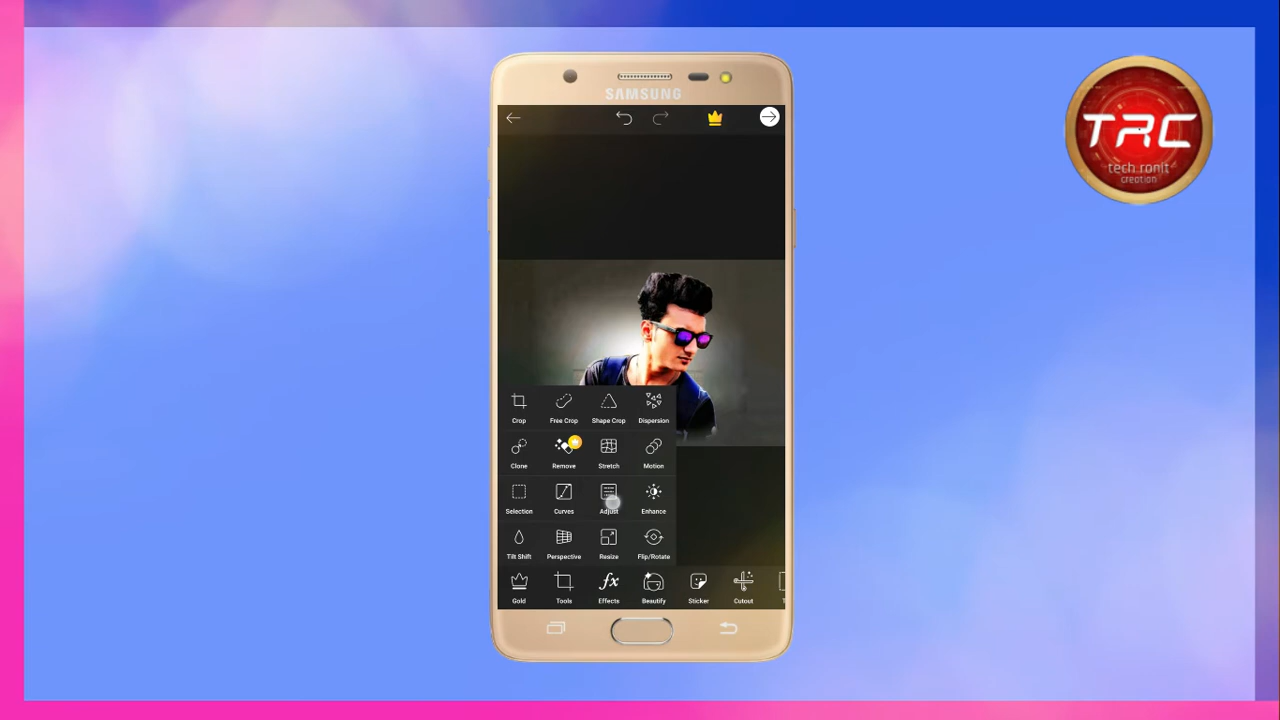 SAMSUNG
TRC
tech ronit
creation
Crop Free Crop Shape Crop Dispersion
Clone Remove Stretch Motion
Selection Curves Adjust Enhance
Tilt Shift Perspective Resize Flip/Rotate
Gold Tools fx Effects Beautify Sticker Cutout